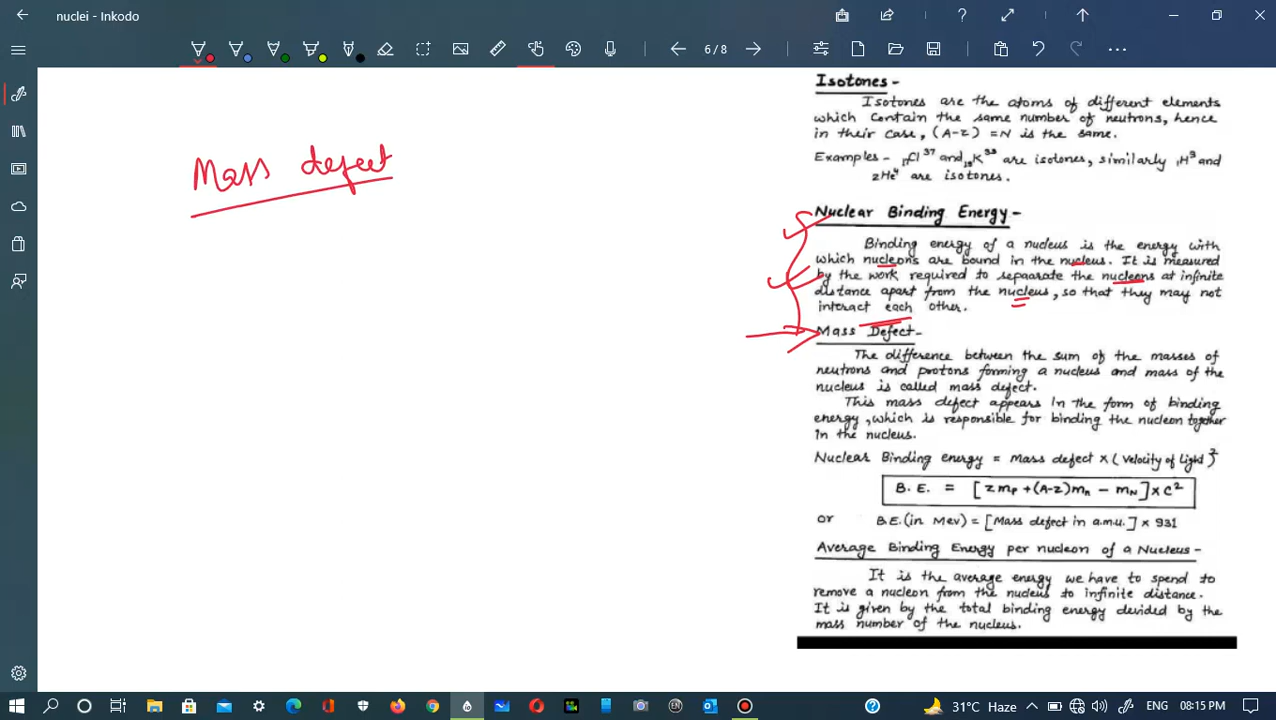 nuclei - Inkodo
6/8
Mass defect
Isotones -
Isotones are the atoms of different elements
which contain the same number of neutrons, hence
in their case, (A-Z) = N is the same.
Examples - ₁₇Cl³⁷ and ₁₉K³³ are isotones, similarly ₁H³ and
₂He⁴ are isotones.
Nuclear Binding Energy -
Binding energy of a nucleus is the energy with
which nucleons are bound in the nucleus. It is measured
by the work required to sepaarate the nucleons at infinite
distance apart from the nucleus, so that they may not
interact each other.
Mass Defect -
The difference between the sum of the masses of
neutrons and protons forming a nucleus and mass of the
nucleus is called mass defect.
This mass defect appears in the form of binding
energy, which is responsible for binding the nucleon together
in the nucleus.
Nuclear Binding energy = mass defect × (velocity of light)²
B. E. = [Zmₚ + (A-Z)mₙ - m_N] × C²
or B.E. (in Mev) = [Mass defect in a.m.u.] × 931
Average Binding Energy per nucleon of a Nucleus -
It is the average energy we have to spend to
remove a nucleon from the nucleus to infinite distance.
It is given by the total binding energy devided by the
mass number of the nucleus.
31°C Haze
ENG
08:15 PM